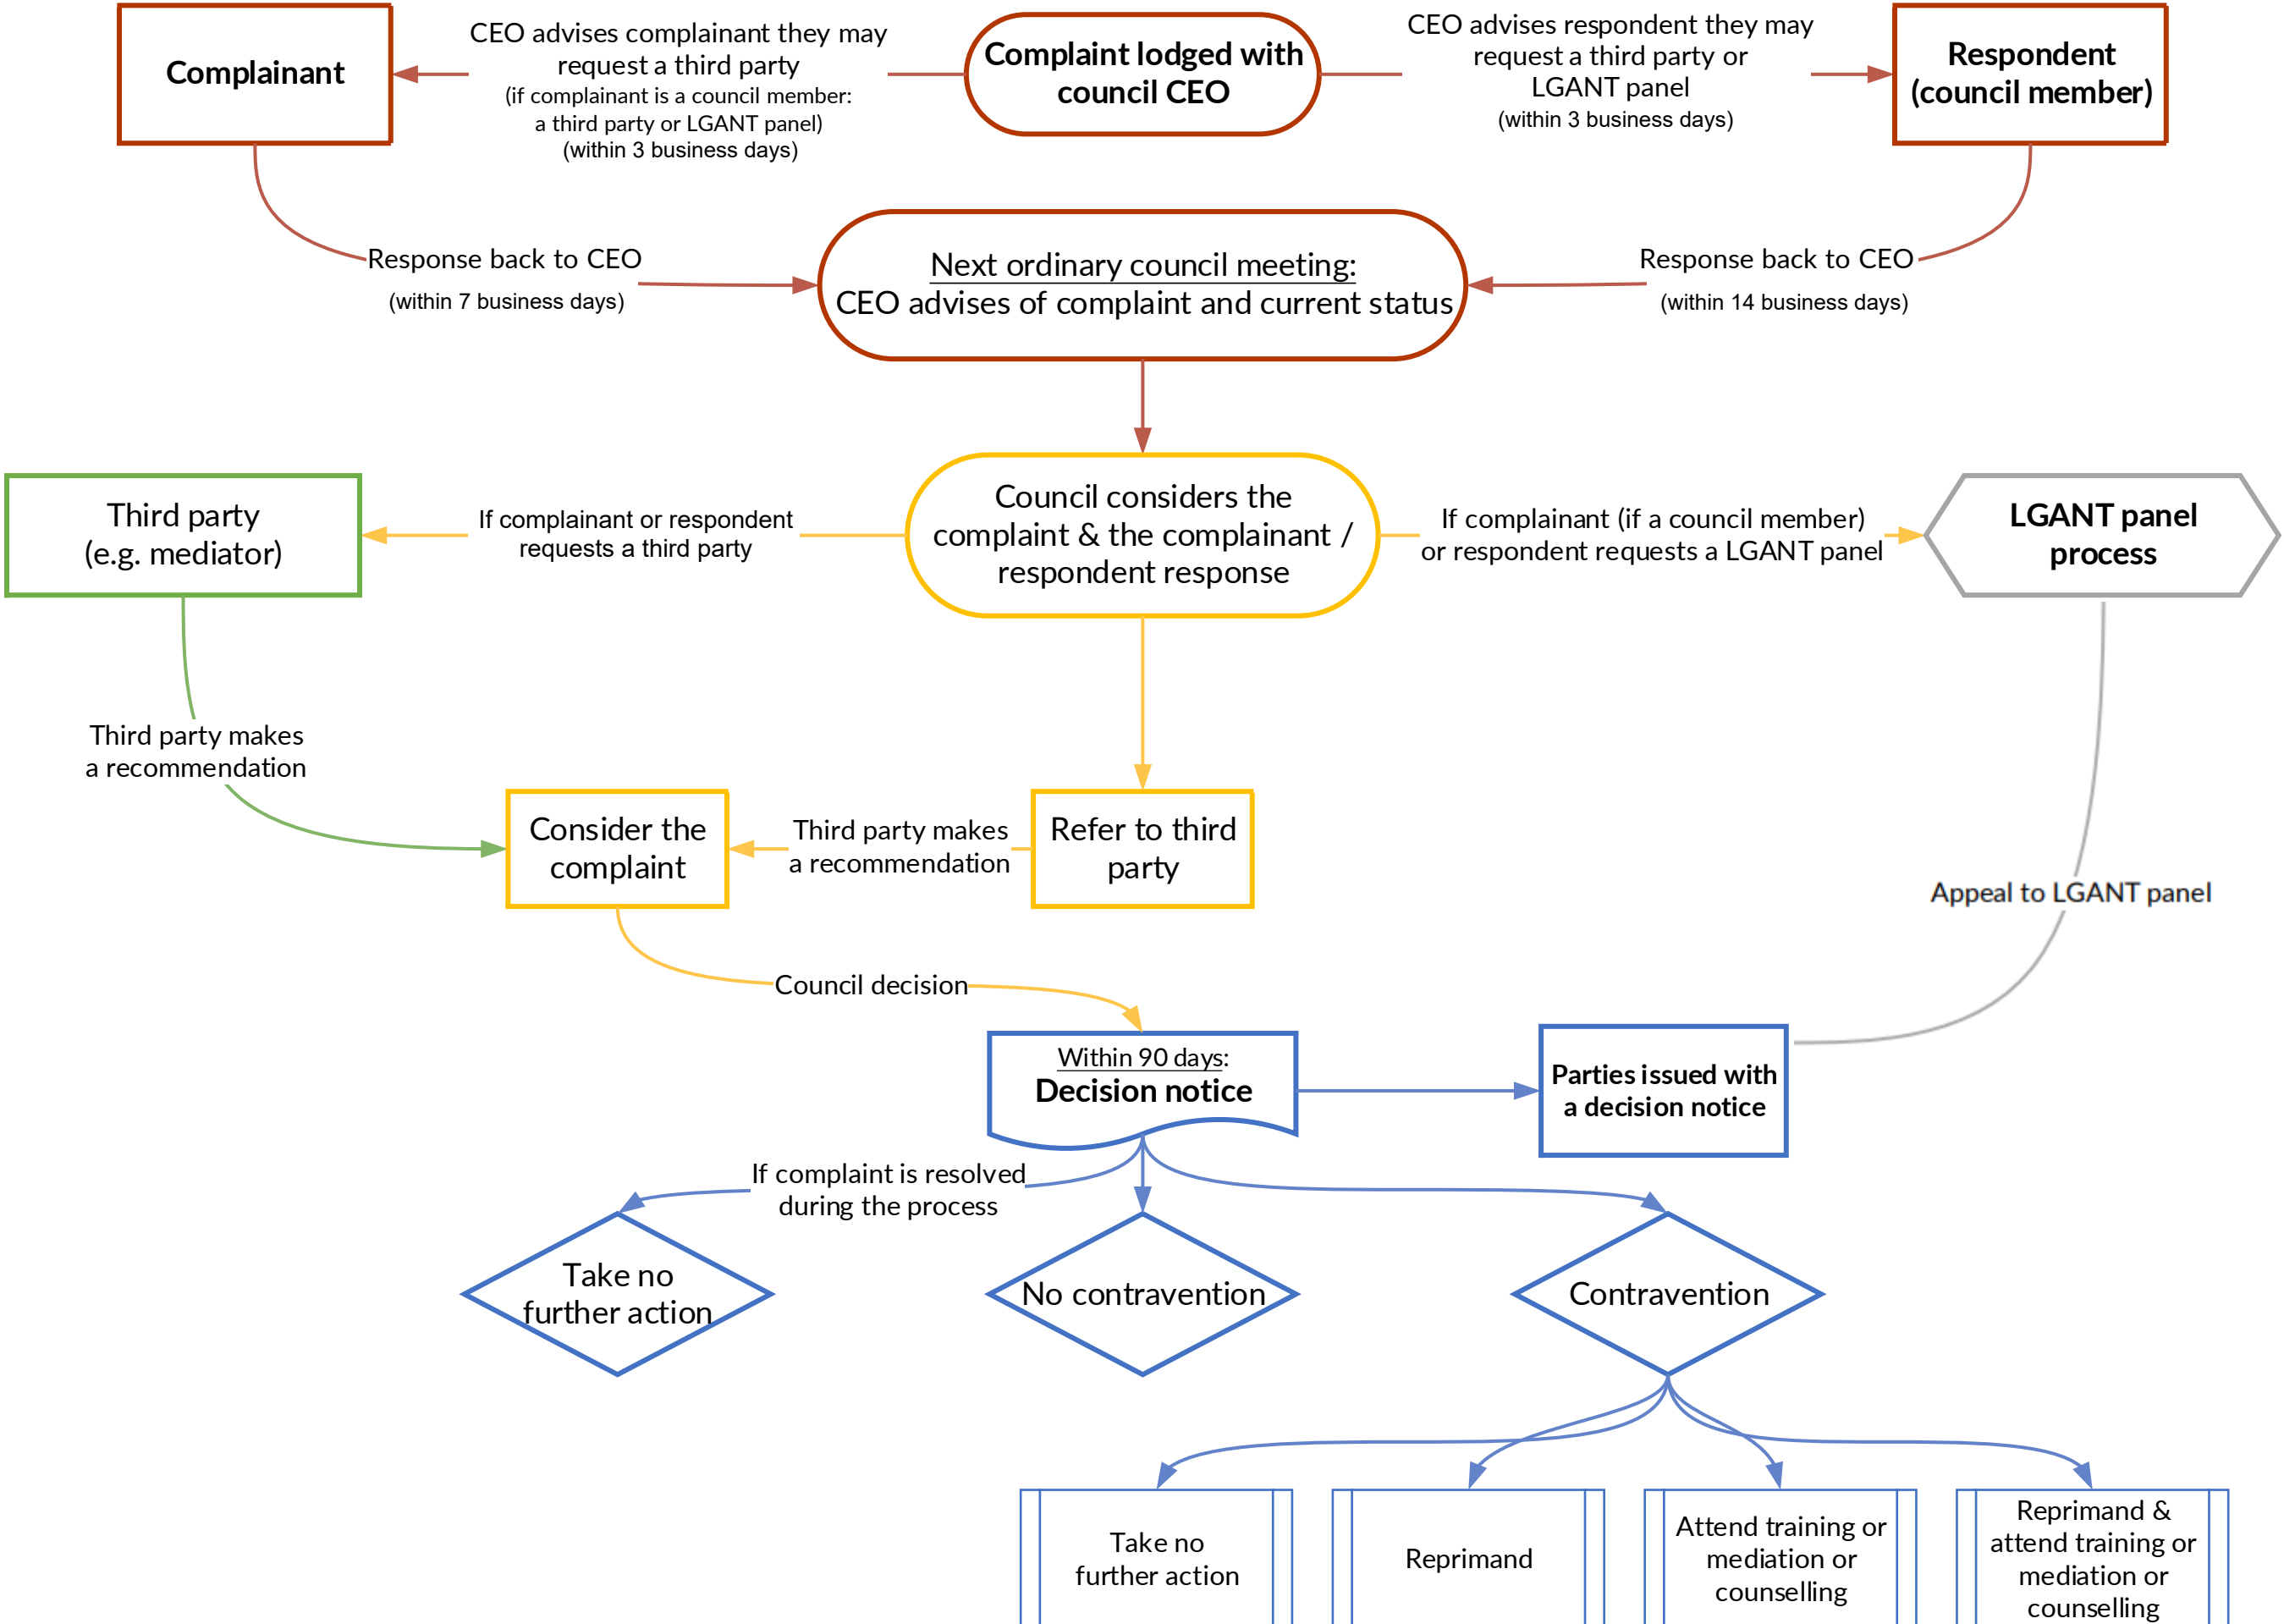 Complainant
CEO advises complainant they may
request a third party
(if complainant is a council member:
a third party or LGANT panel)
(within 3 business days)
Complaint lodged with
council CEO
CEO advises respondent they may
request a third party or
LGANT panel
(within 3 business days)
Respondent
(council member)
Response back to CEO
(within 7 business days)
Next ordinary council meeting:
CEO advises of complaint and current status
Response back to CEO
(within 14 business days)
Third party
(e.g. mediator)
If complainant or respondent
requests a third party
Council considers the
complaint & the complainant /
respondent response
If complainant (if a council member)
or respondent requests a LGANT panel
LGANT panel
process
Third party makes
a recommendation
Consider the
complaint
Third party makes
a recommendation
Refer to third
party
Appeal to LGANT panel
Council decision
Within 90 days:
Decision notice
Parties issued with
a decision notice
If complaint is resolved
during the process
Take no
further action
No contravention
Contravention
Take no
further action
Reprimand
Attend training or
mediation or
counselling
Reprimand &
attend training or
mediation or
counselling